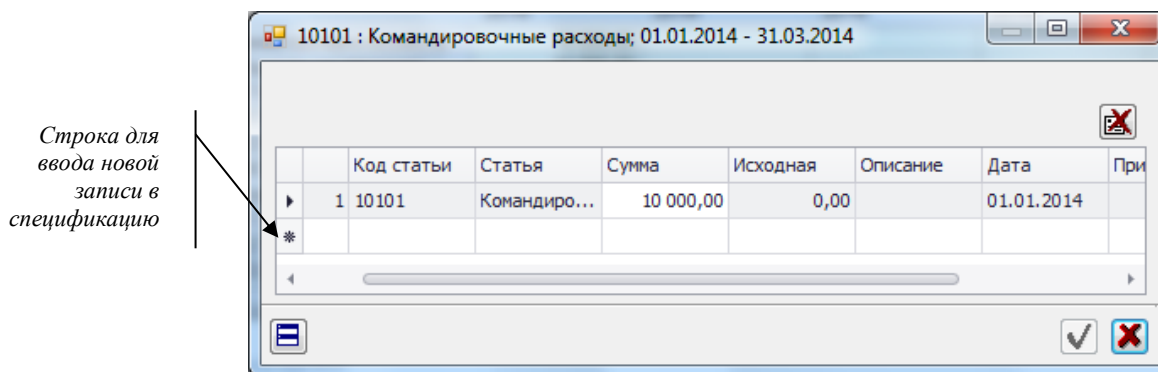 10101 : Командировочные расходы; 01.01.2014 - 31.03.2014
Строка для
ввода новой
записи в
спецификацию
Код статьи Статья Сумма Исходная Описание Дата При
1 10101 Командиро... 10 000,00 0,00 01.01.2014